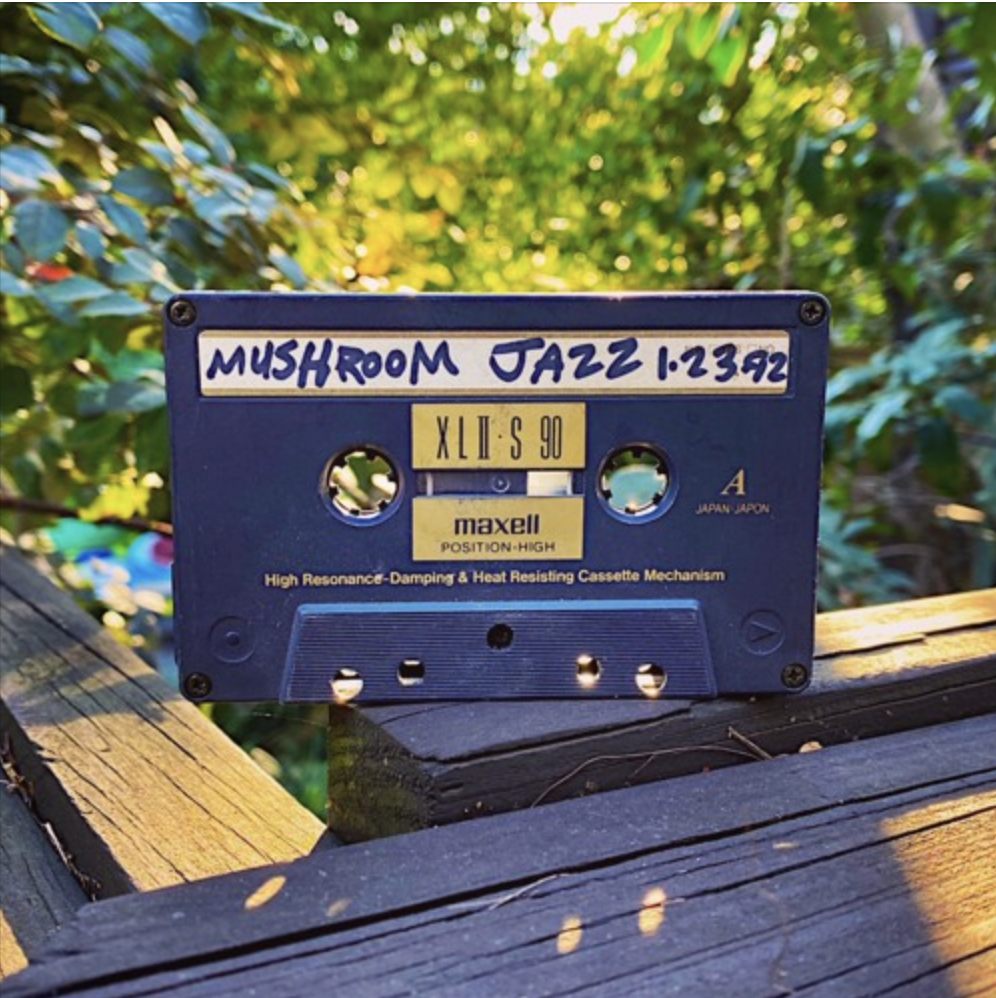 MUSHROOM JAZZ 1.23.92
XLII·S 90
maxell
POSITION-HIGH
A
JAPAN-JAPON
High Resonance-Damping & Heat Resisting Cassette Mechanism